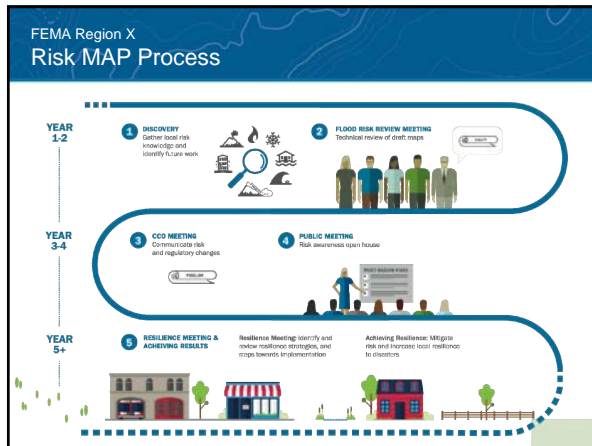 FEMA Region X
Risk MAP Process
YEAR
1-2
1
DISCOVERY
Gather local risk
knowledge and
identify future work
2
FLOOD RISK REVIEW MEETING
Technical review of draft maps
YEAR
3-4
3
CCO MEETING
Communicate risk
and regulatory changes
4
PUBLIC MEETING
Risk awareness open house
YEAR
5+
5
RESILIENCE MEETING &
ACHEIVING RESULTS
Resilience Meeting: Identify and
review resilience strategies, and
steps towards implementation
Achieving Resilience: Mitigate
risk and increase local resilience
to disasters